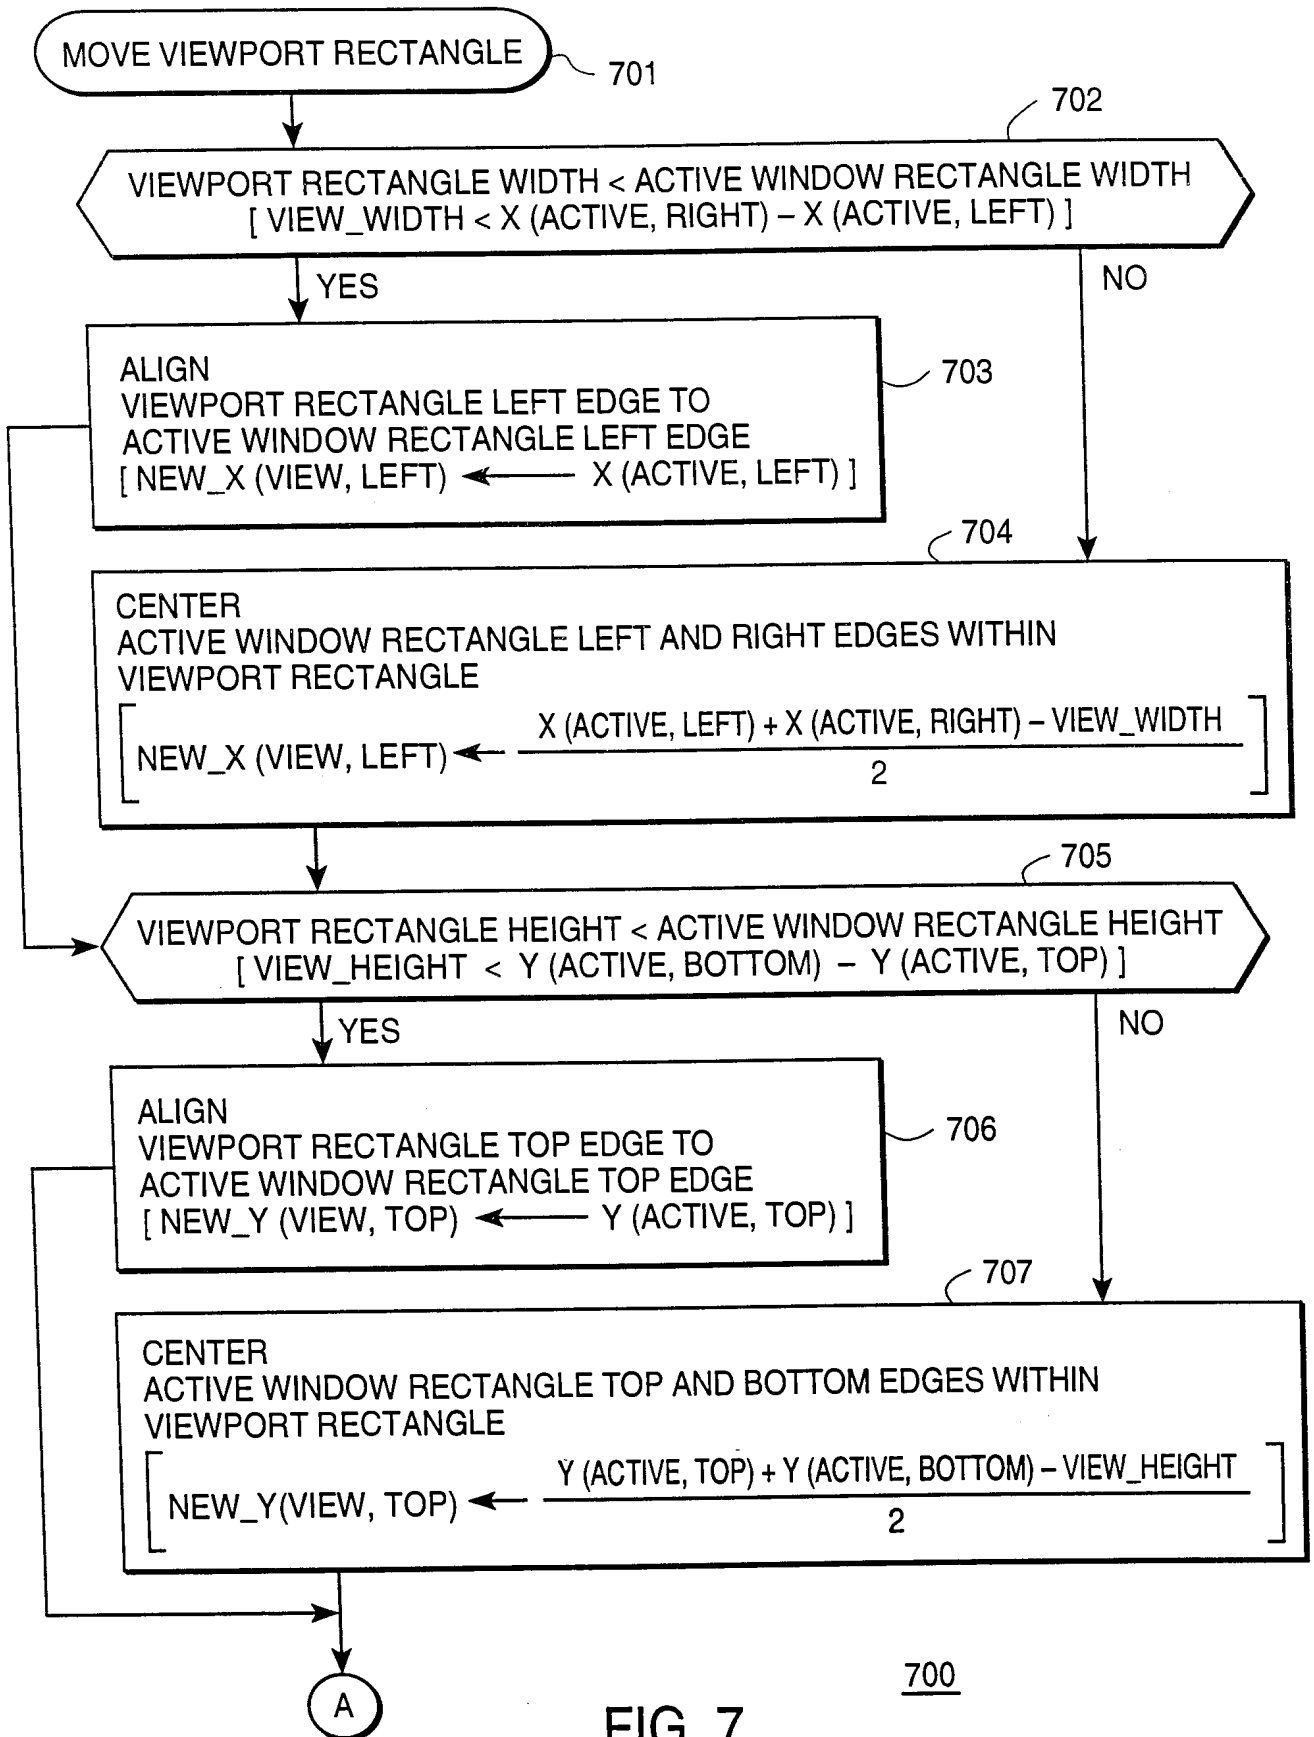 MOVE VIEWPORT RECTANGLE
701
702
VIEWPORT RECTANGLE WIDTH < ACTIVE WINDOW RECTANGLE WIDTH
[ VIEW_WIDTH < X (ACTIVE, RIGHT) – X (ACTIVE, LEFT) ]
YES
NO
703
ALIGN
VIEWPORT RECTANGLE LEFT EDGE TO
ACTIVE WINDOW RECTANGLE LEFT EDGE
[ NEW_X (VIEW, LEFT) ← X (ACTIVE, LEFT) ]
704
CENTER
ACTIVE WINDOW RECTANGLE LEFT AND RIGHT EDGES WITHIN
VIEWPORT RECTANGLE
X (ACTIVE, LEFT) + X (ACTIVE, RIGHT) – VIEW_WIDTH
NEW_X (VIEW, LEFT) ←
2
705
VIEWPORT RECTANGLE HEIGHT < ACTIVE WINDOW RECTANGLE HEIGHT
[ VIEW_HEIGHT < Y (ACTIVE, BOTTOM) – Y (ACTIVE, TOP) ]
YES
NO
706
ALIGN
VIEWPORT RECTANGLE TOP EDGE TO
ACTIVE WINDOW RECTANGLE TOP EDGE
[ NEW_Y (VIEW, TOP) ← Y (ACTIVE, TOP) ]
707
CENTER
ACTIVE WINDOW RECTANGLE TOP AND BOTTOM EDGES WITHIN
VIEWPORT RECTANGLE
Y (ACTIVE, TOP) + Y (ACTIVE, BOTTOM) – VIEW_HEIGHT
NEW_Y(VIEW, TOP) ←
2
700
A
FIG. 7